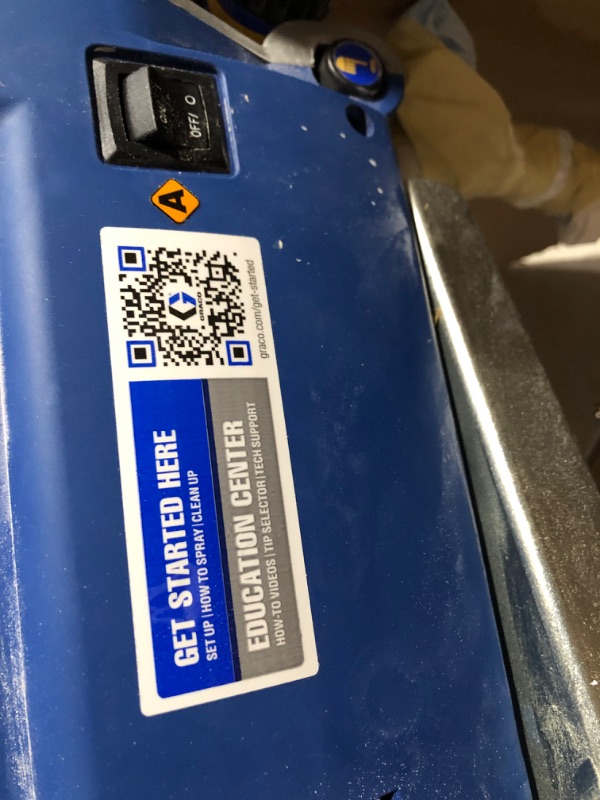 OFF/ O
A
GRACO
graco.com/get-started
GET STARTED HERE
SET UP | HOW TO SPRAY | CLEAN UP
EDUCATION CENTER
HOW-TO VIDEOS | TIP SELECTOR | TECH SUPPORT